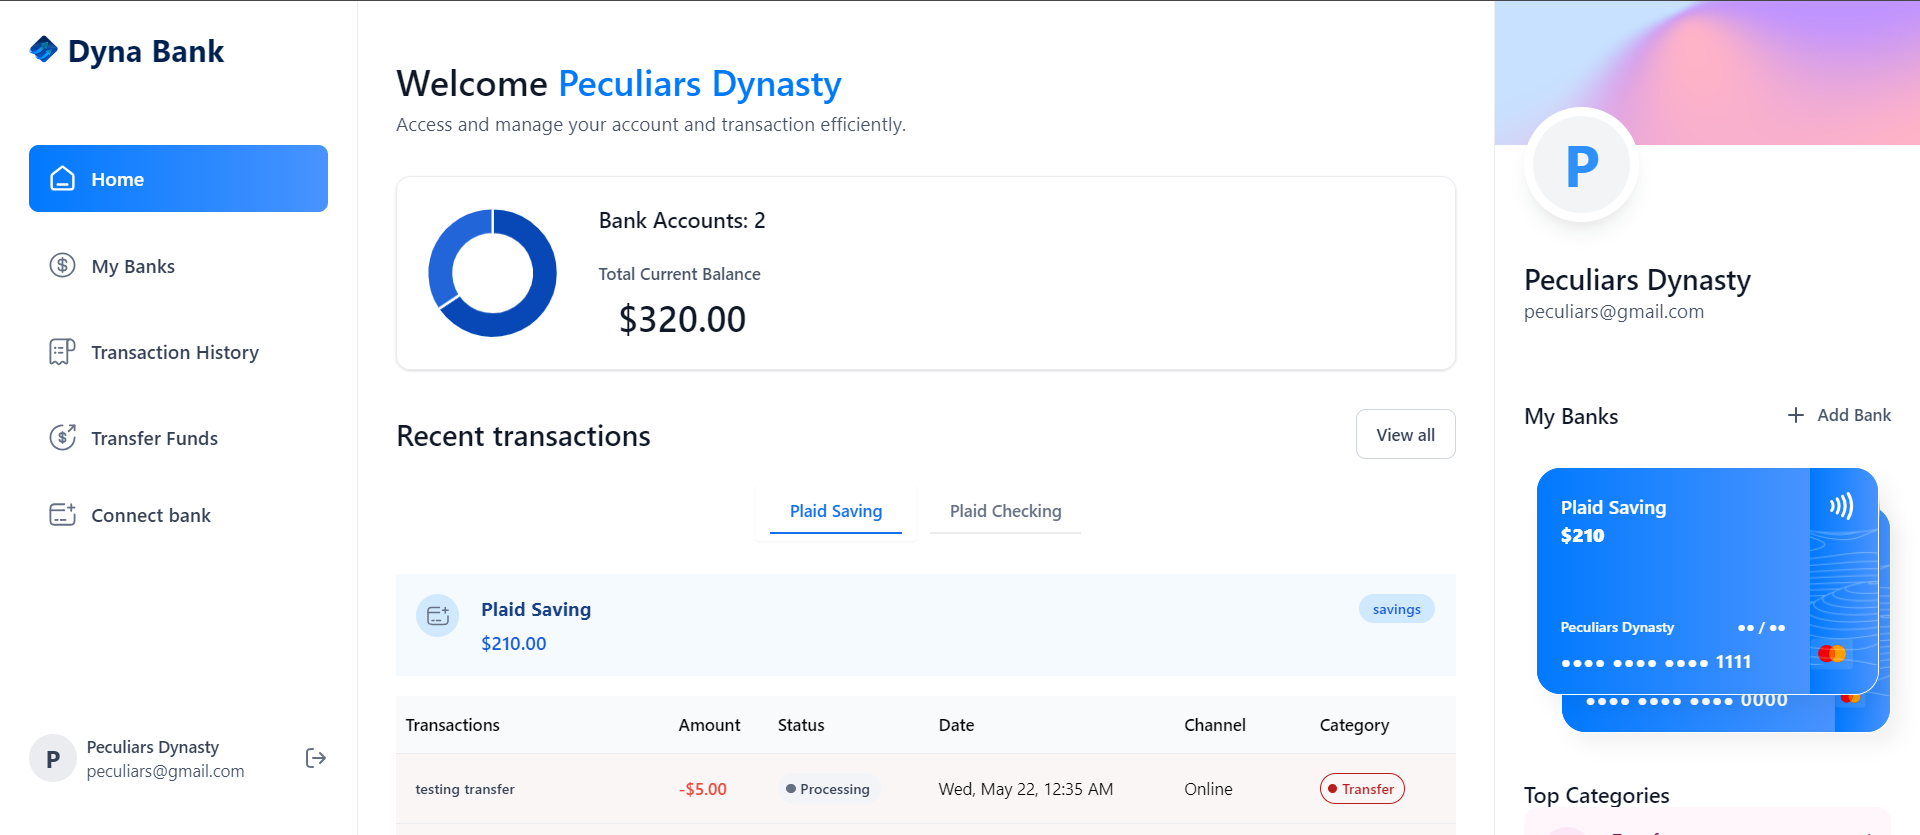 Dyna Bank
Home
My Banks
Transaction History
Transfer Funds
Connect bank
P
Peculiars Dynasty
peculiars@gmail.com
Welcome Peculiars Dynasty
Access and manage your account and transaction efficiently.
Bank Accounts: 2
Total Current Balance
$320.00
Recent transactions
View all
Plaid Saving Plaid Checking
Plaid Saving
savings
$210.00
Transactions Amount Status Date Channel Category
testing transfer -$5.00 Processing Wed, May 22, 12:35 AM Online Transfer
P
Peculiars Dynasty
peculiars@gmail.com
My Banks
+ Add Bank
Plaid Saving
$210
Peculiars Dynasty ●● / ●●
●●●● ●●●● ●●●● 1111
●●●● ●●●● ●●●● 0000
Top Categories